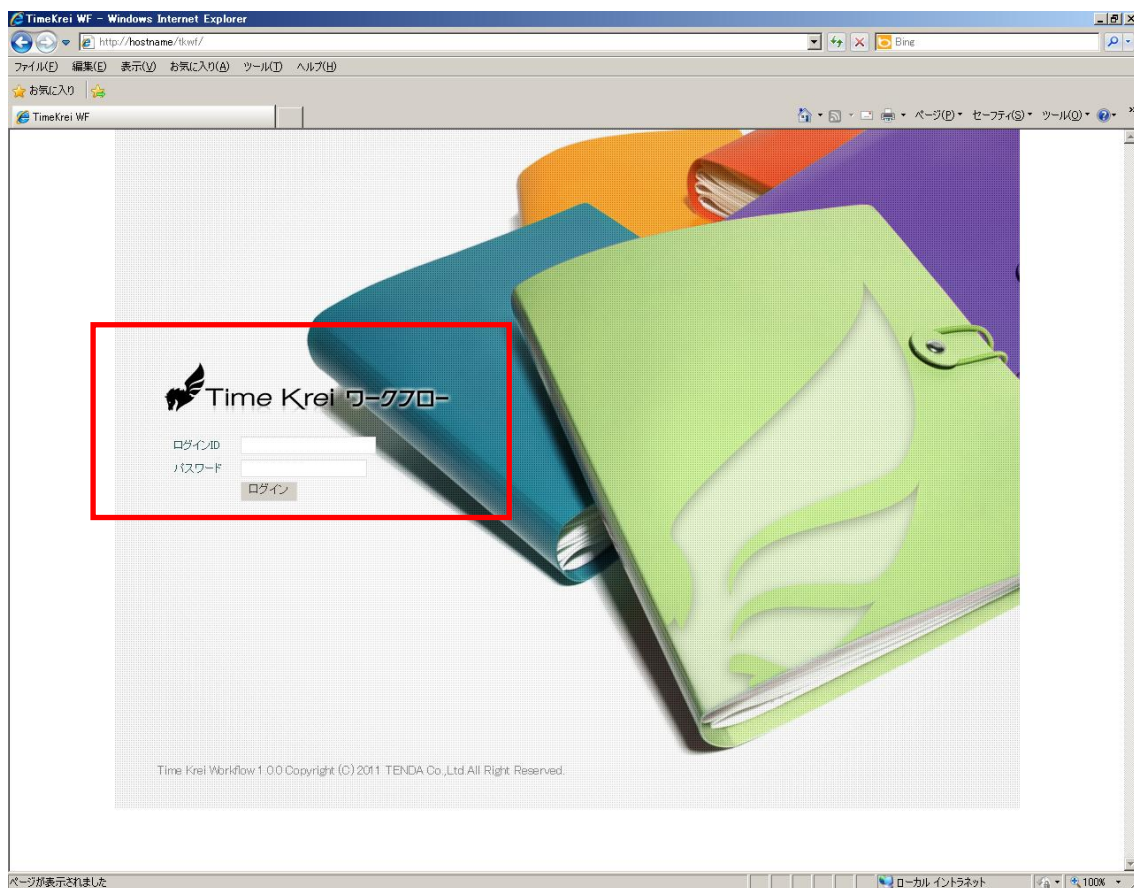 TimeKrei WF - Windows Internet Explorer
http://hostname/tkwf/
Bing
ファイル(F) 編集(E) 表示(V) お気に入り(A) ツール(T) ヘルプ(H)
お気に入り
TimeKrei WF
ページ(P) セーフティ(S) ツール(O)
Time Krei ワークフロー
ログインID
パスワード
ログイン
Time Krei Workflow 1.0.0 Copyright (C) 2011 TENDA Co.,Ltd.All Right Reserved.
ページが表示されました
ローカル イントラネット
100%